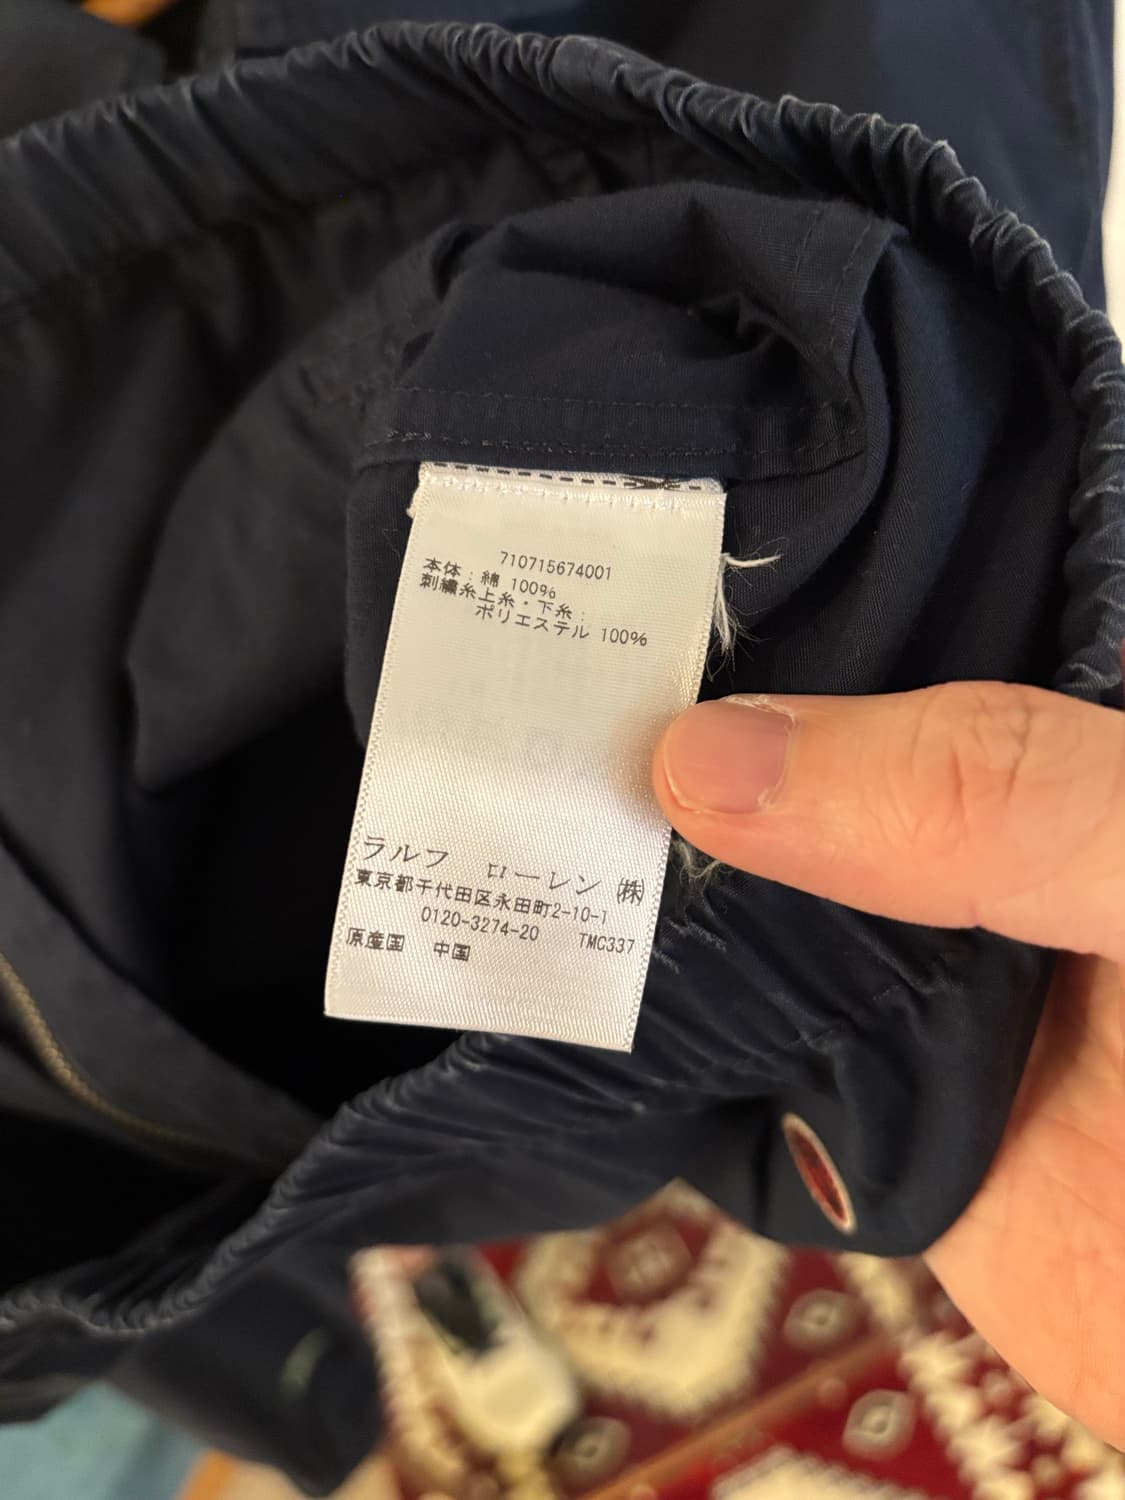 710715674001
本体：綿 100%
刺繍糸上糸・下糸：
ポリエステル 100%
ラルフ ローレン ㈱
東京都千代田区永田町2-10-1
0120-3274-20 TMC337
原産国 中国